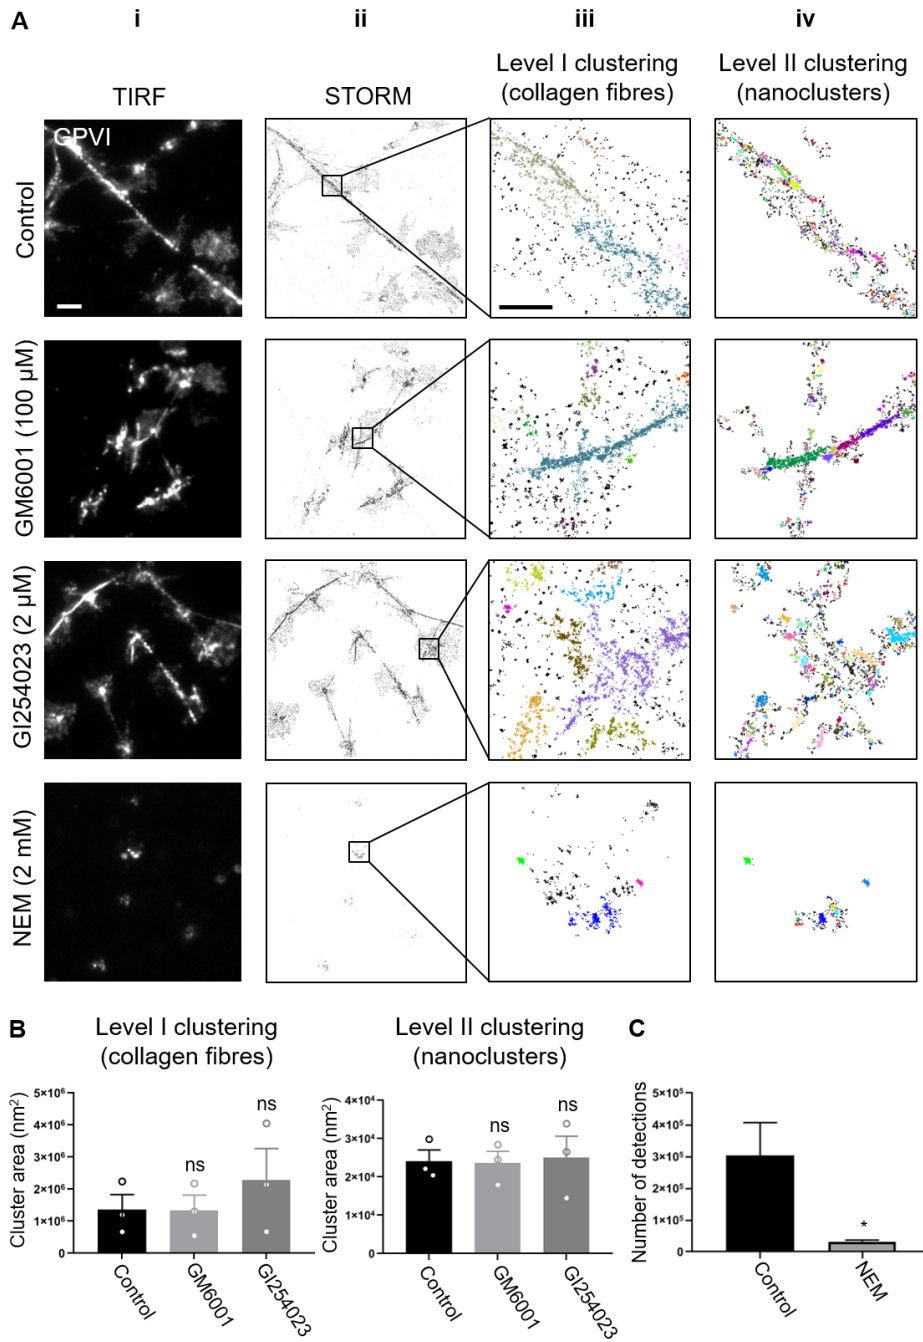 A
i
ii
iii
iv
TIRF
STORM
Level I clustering
(collagen fibres)
Level II clustering
(nanoclusters)
Control
GPVI
GM6001 (100 µM)
GI254023 (2 µM)
NEM (2 mM)
B
Level I clustering
(collagen fibres)
Cluster area (nm²)
5×10⁶
4×10⁶
3×10⁶
2×10⁶
1×10⁶
0
ns
ns
Control
GM6001
GI254023
Level II clustering
(nanoclusters)
Cluster area (nm²)
4×10⁴
3×10⁴
2×10⁴
1×10⁴
0
ns
ns
Control
GM6001
GI254023
C
Number of detections
5×10⁵
4×10⁵
3×10⁵
2×10⁵
1×10⁵
0
*
Control
NEM